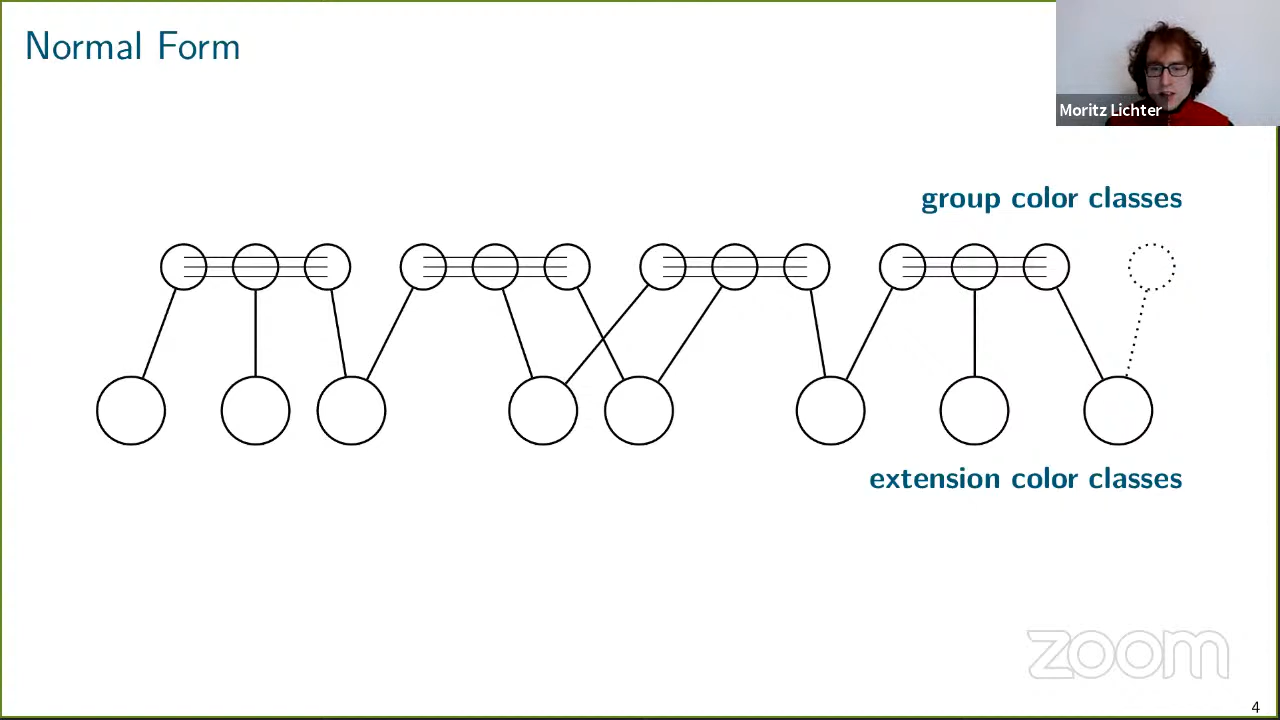 Normal Form
Moritz Lichter
group color classes
extension color classes
zoom
4